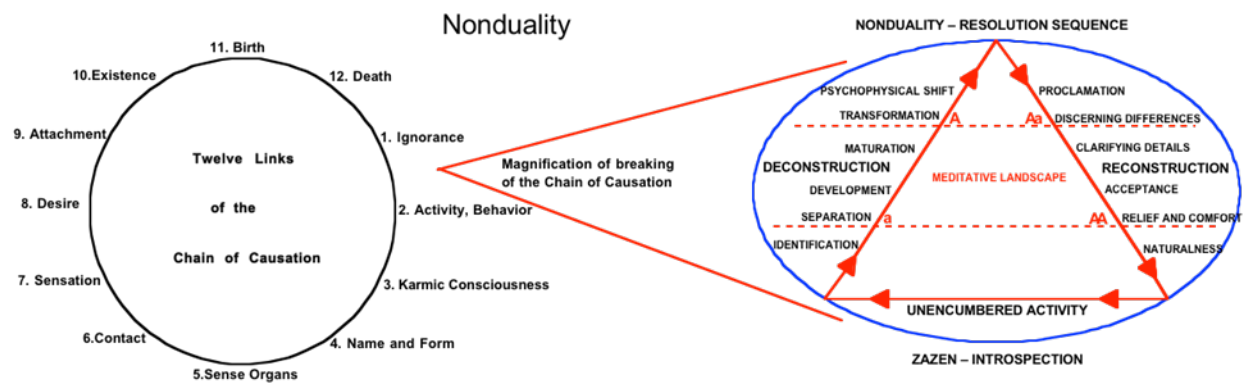 Nonduality
11. Birth
10.Existence
12. Death
9. Attachment
1. Ignorance
Twelve Links
of the
Chain of Causation
8. Desire
2. Activity, Behavior
7. Sensation
3. Karmic Consciousness
6.Contact
4. Name and Form
5.Sense Organs
Magnification of breaking
of the Chain of Causation
NONDUALITY – RESOLUTION SEQUENCE
PSYCHOPHYSICAL SHIFT
PROCLAMATION
TRANSFORMATION
A
Aa
DISCERNING DIFFERENCES
MATURATION
CLARIFYING DETAILS
DECONSTRUCTION
MEDITATIVE LANDSCAPE
RECONSTRUCTION
DEVELOPMENT
ACCEPTANCE
SEPARATION
a
AA
RELIEF AND COMFORT
IDENTIFICATION
NATURALNESS
UNENCUMBERED ACTIVITY
ZAZEN – INTROSPECTION